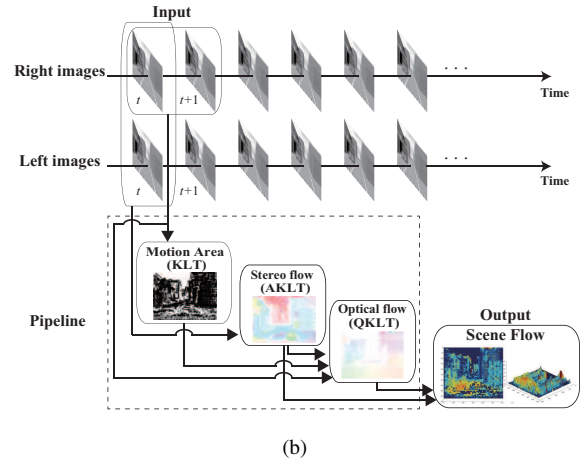 Input
Right images
t
t+1
. . .
Time
Left images
t
t+1
. . .
Time
Motion Area
(KLT)
Stereo flow
(AKLT)
Optical flow
(QKLT)
Pipeline
Output
Scene Flow
(b)